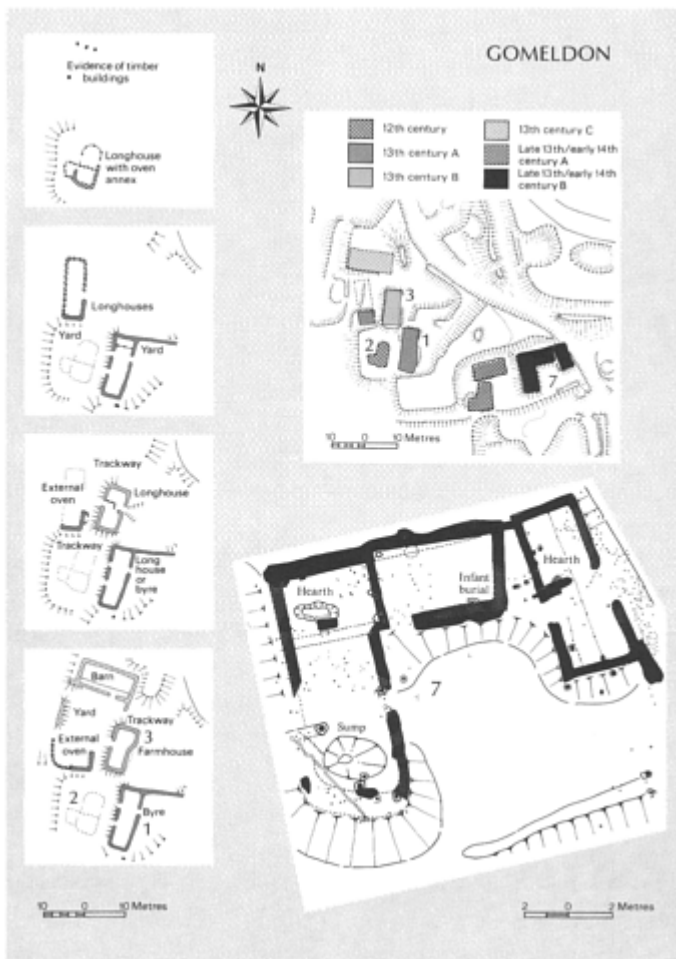 GOMELDON
Evidence of timber
buildings
Longhouse
with oven
annex
N
12th century
13th century A
13th century B
13th century C
Late 13th/early 14th
century A
Late 13th/early 14th
century B
3
1
2
7
10 0 10 Metres
Longhouses
Yard
Yard
Trackway
External
oven
Longhouse
Trackway
Long
house
or
byre
Barn
Yard
Trackway
3
External
oven
Farmhouse
2
Byre
1
10 0 10 Metres
Hearth
Infant
burial
Hearth
7
Sump
2 0 2 Metres